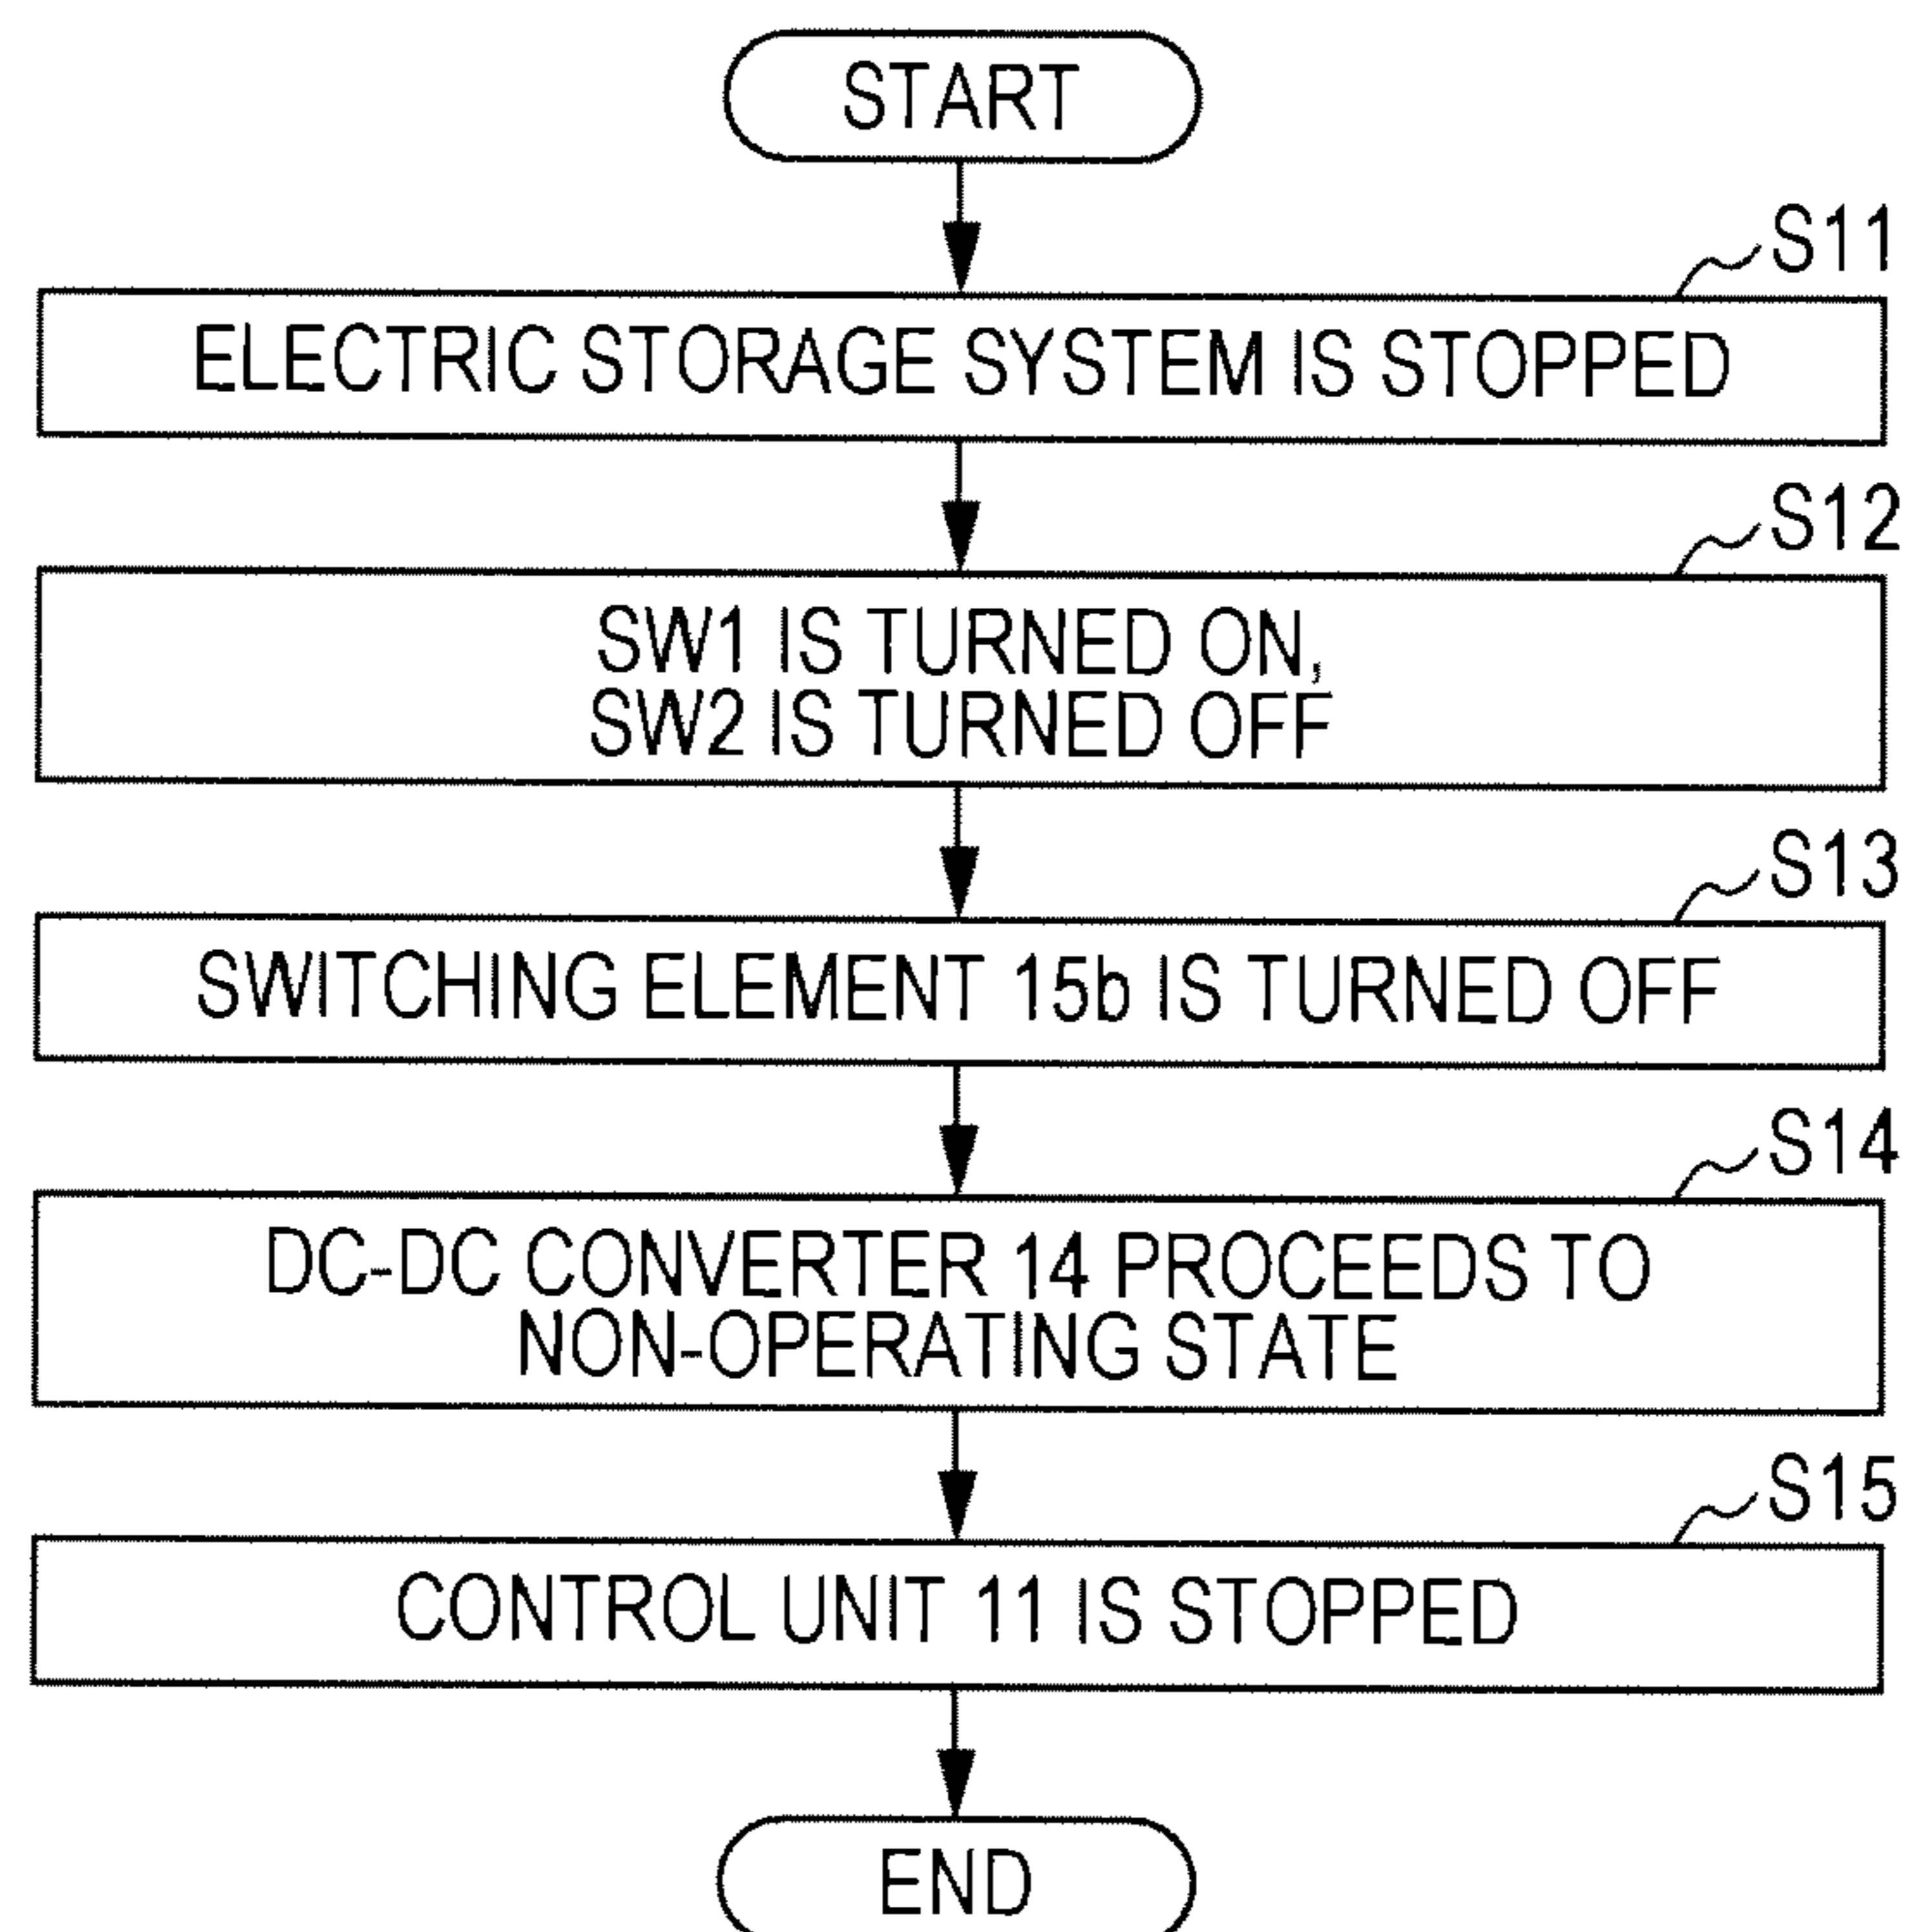 START
S11
ELECTRIC STORAGE SYSTEM IS STOPPED
S12
SW1 IS TURNED ON,
SW2 IS TURNED OFF
S13
SWITCHING ELEMENT 15b IS TURNED OFF
S14
DC-DC CONVERTER 14 PROCEEDS TO
NON-OPERATING STATE
S15
CONTROL UNIT 11 IS STOPPED
END